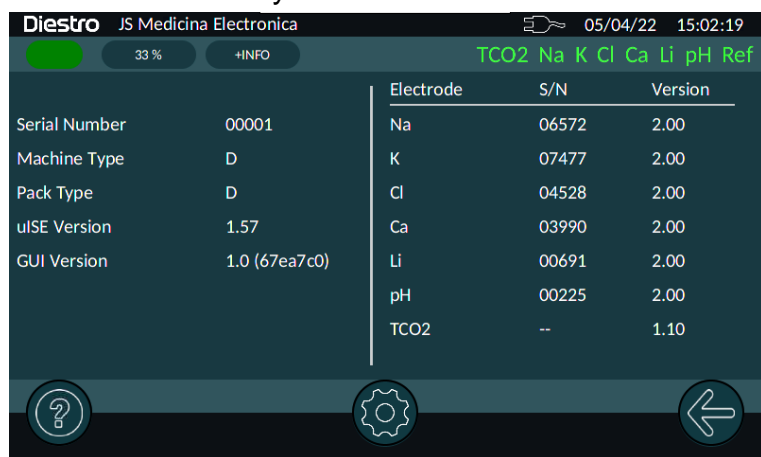 Diestro JS Medicina Electronica 05/04/22 15:02:19
33 % +INFO TCO2 Na K Cl Ca Li pH Ref
Serial Number 00001
Machine Type D
Pack Type D
uISE Version 1.57
GUI Version 1.0 (67ea7c0)
Electrode S/N Version
Na 06572 2.00
K 07477 2.00
Cl 04528 2.00
Ca 03990 2.00
Li 00691 2.00
pH 00225 2.00
TCO2 -- 1.10
?